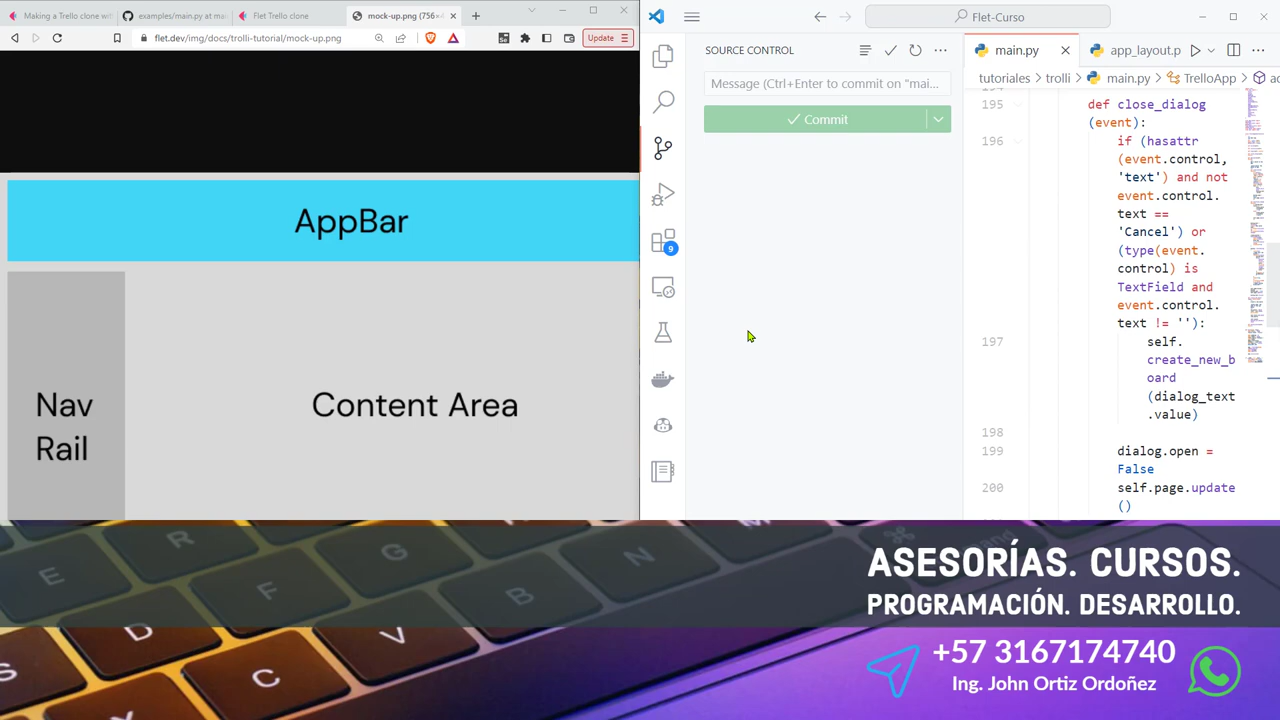 Making a Trello clone with
examples/main.py at mai
Flet Trello clone
mock-up.png (756×
flet.dev/img/docs/trolli-tutorial/mock-up.png
Update
AppBar
Nav
Rail
Content Area
Flet-Curso
SOURCE CONTROL
Message (Ctrl+Enter to commit on "mai...
Commit
9
main.py
app_layout.p
tutoriales
trolli
main.py
TrelloApp
195 def close_dialog
(event):
196 if (hasattr
(event.control,
'text') and not
event.control.
text ==
'Cancel') or
(type(event.
control) is
TextField and
event.control.
text != ''):
197 self.
create_new_b
oard
(dialog_text
.value)
198
199 dialog.open =
False
200 self.page.update
()
ASESORÍAS. CURSOS.
PROGRAMACIÓN. DESARROLLO.
+57 3167174740
Ing. John Ortiz Ordoñez
E
R
F
G
B
N
D
C
V
S